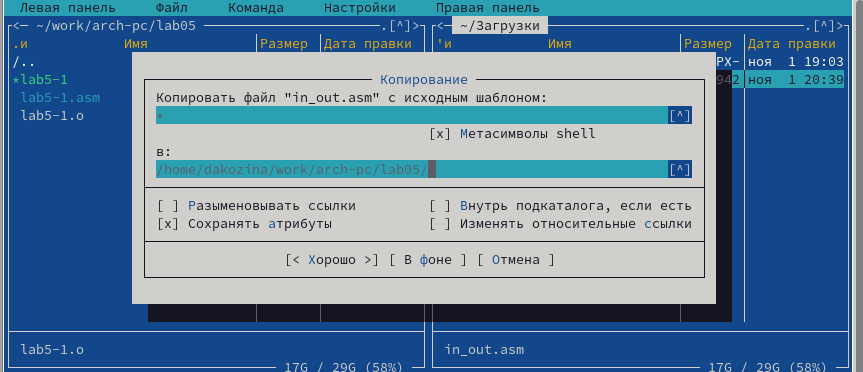 Левая панель Файл Команда Настройки Правая панель
<─ ~/work/arch-pc/lab05 .[^]> <─ ~/Загрузки .[^]>
.и Имя Размер Дата правки 'и Имя Размер Дата правки
/.. РХ- ноя 1 19:03
*lab5-1 942 ноя 1 20:39
lab5-1.asm
lab5-1.o
Копирование
Копировать файл "in_out.asm" с исходным шаблоном:
* [^]
[x] Метасимволы shell
в:
/home/dakozina/work/arch-pc/lab05/ [^]
[ ] Разыменовывать ссылки [ ] Внутрь подкаталога, если есть
[x] Сохранять атрибуты [ ] Изменять относительные ссылки
[< Хорошо >] [ В фоне ] [ Отмена ]
lab5-1.o in_out.asm
17G / 29G (58%) 17G / 29G (58%)